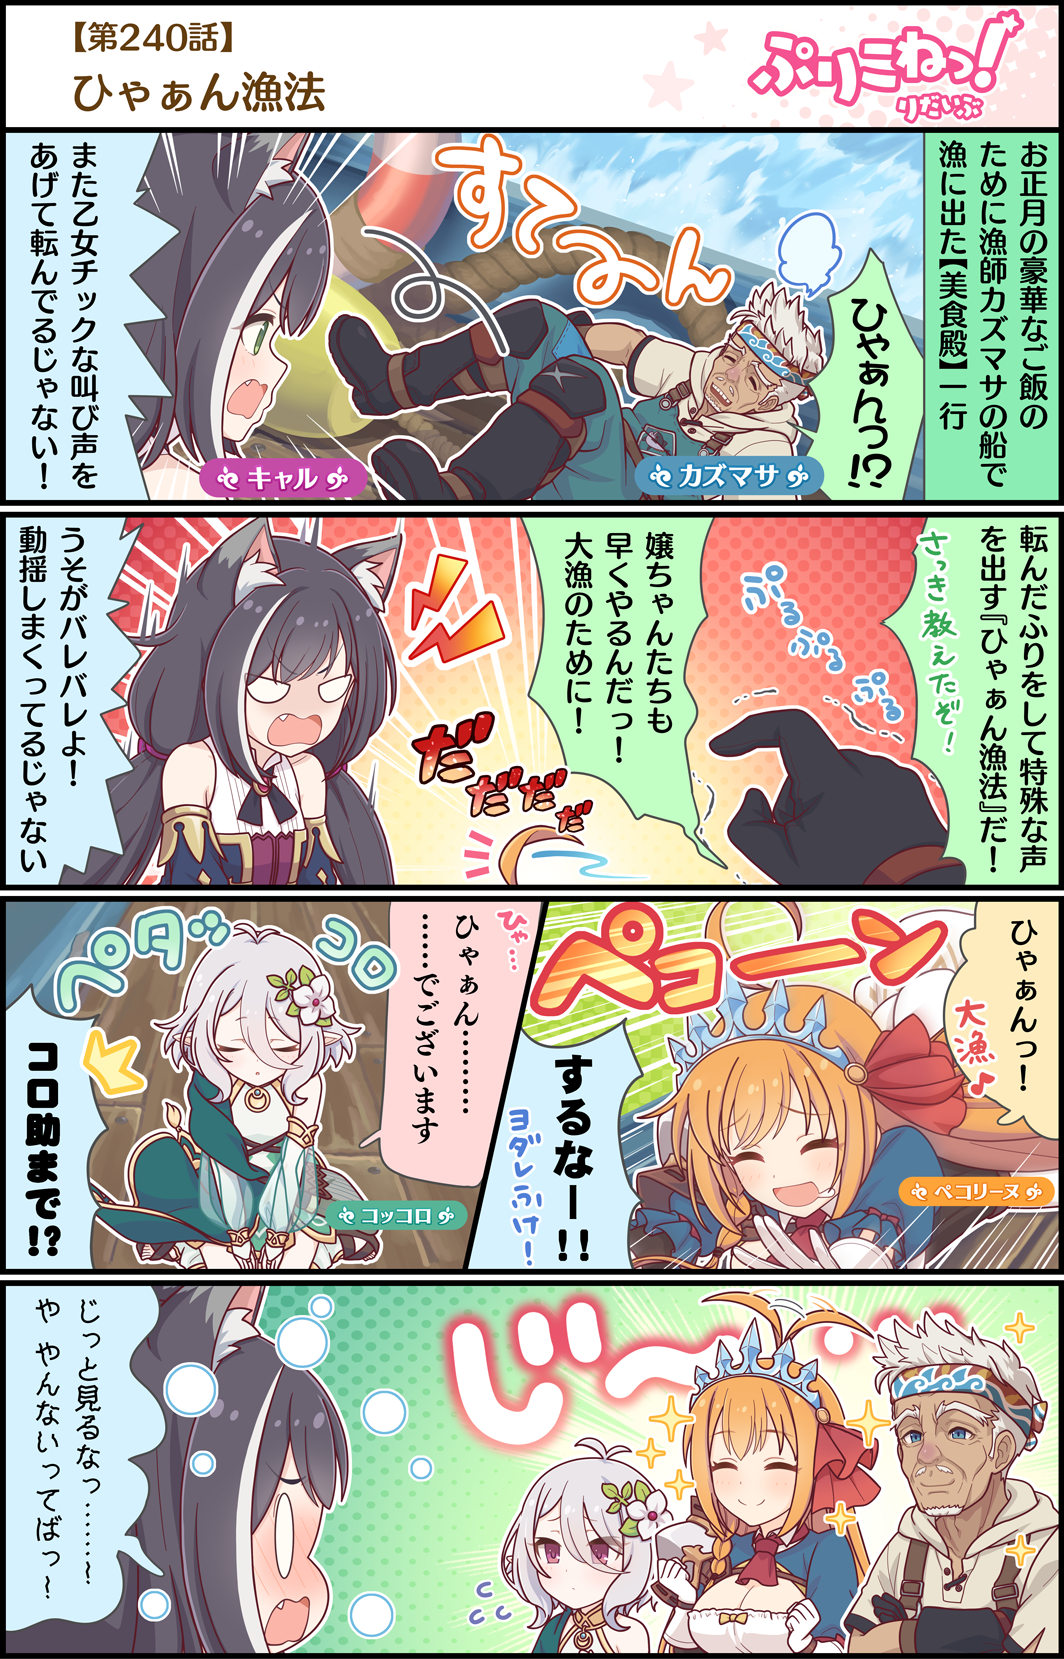 【第240話】
ひゃぁん漁法
ぷりこねっ!
りだいぶ
お正月の豪華なご飯の
ために漁師カズマサの船で
漁に出た【美食殿】一行
ひゃぁんっ!?
すてみん
カズマサ
キャル
また乙女チックな叫び声を
あげて転んでるじゃない!
転んだふりをして特殊な声
を出す『ひゃぁん漁法』だ!
さっき教えたぞ!
ぷるぷるぷる
嬢ちゃんたちも
早くやるんだっ!
大漁のために!
だだだだ
うそがバレバレよ!
動揺しまくってるじゃない
ひゃぁんっ!
大漁♪
ペコーン
ペコリーヌ
するなー!!
ヨダレふけ!
ひゃ…
ひゃぁん………
……でございます
コロ
ペタッ
コッコロ
コロ助まで!?
じ〜〜
じっと見るなっ……〜
や やんないってばっ〜